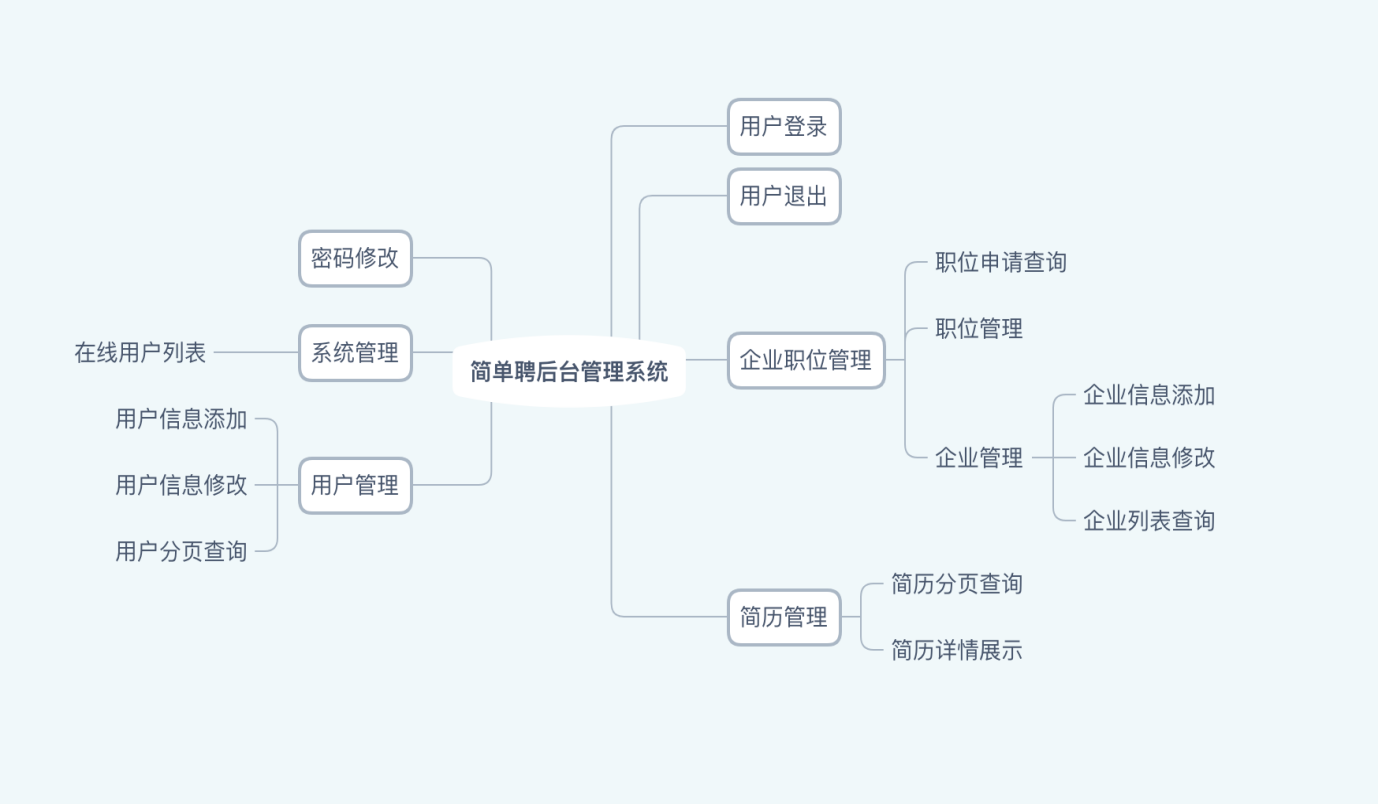 用户登录
用户退出
密码修改
职位申请查询
职位管理
在线用户列表
系统管理
简单聘后台管理系统
企业职位管理
企业信息添加
用户信息添加
企业管理
企业信息修改
用户信息修改
用户管理
企业列表查询
用户分页查询
简历分页查询
简历管理
简历详情展示